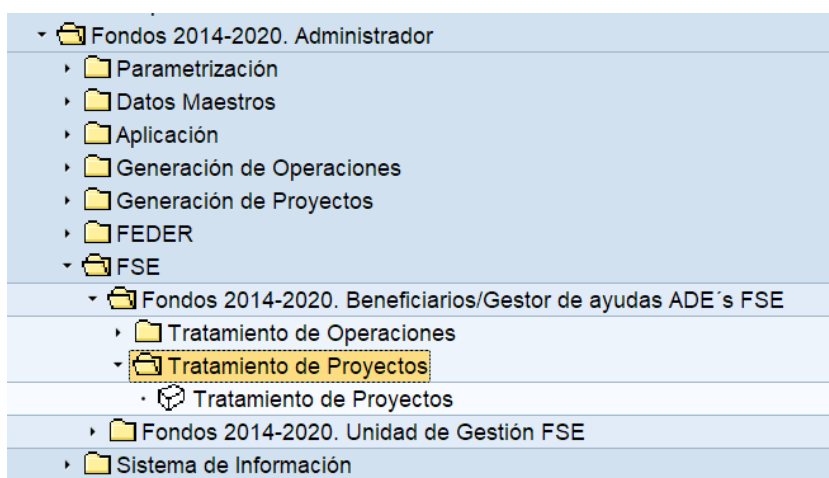 Fondos 2014-2020. Administrador
Parametrización
Datos Maestros
Aplicación
Generación de Operaciones
Generación de Proyectos
FEDER
FSE
Fondos 2014-2020. Beneficiarios/Gestor de ayudas ADE´s FSE
Tratamiento de Operaciones
Tratamiento de Proyectos
Tratamiento de Proyectos
Fondos 2014-2020. Unidad de Gestión FSE
Sistema de Información